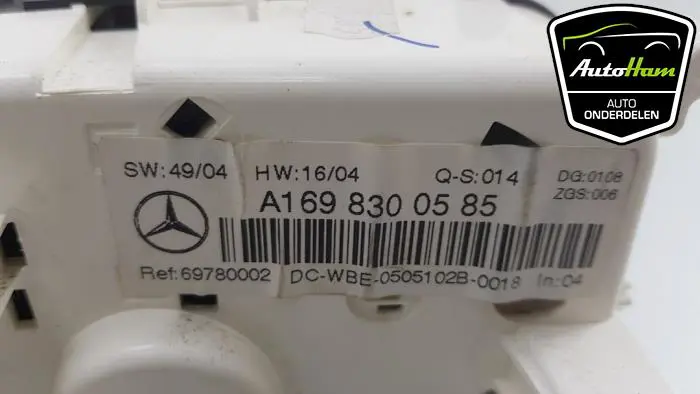 AutoHam
AUTO
ONDERDELEN
SW:49/04 HW:16/04 Q-S:014 DG:0108
ZGS:006
A169 830 05 85
Ref:69780002 DC-WBE-0505102B-0018 In:04